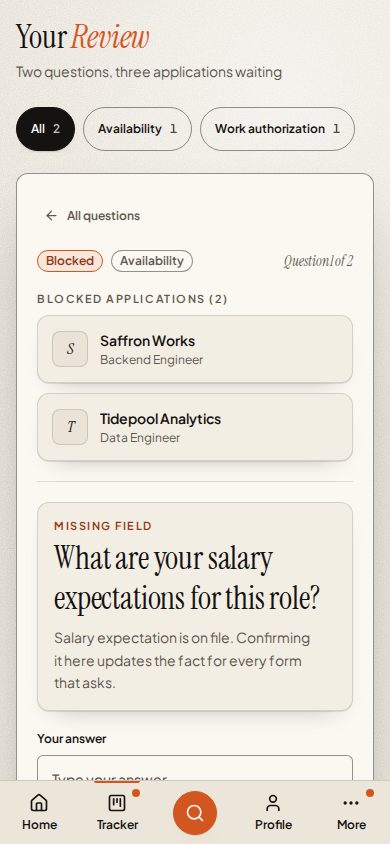 Your Review
Two questions, three applications waiting
All 2 Availability 1 Work authorization 1
← All questions
Blocked Availability Question 1 of 2
BLOCKED APPLICATIONS (2)
S Saffron Works
Backend Engineer
T Tidepool Analytics
Data Engineer
MISSING FIELD
What are your salary
expectations for this role?
Salary expectation is on file. Confirming
it here updates the fact for every form
that asks.
Your answer
Type your answer
Home Tracker Profile More